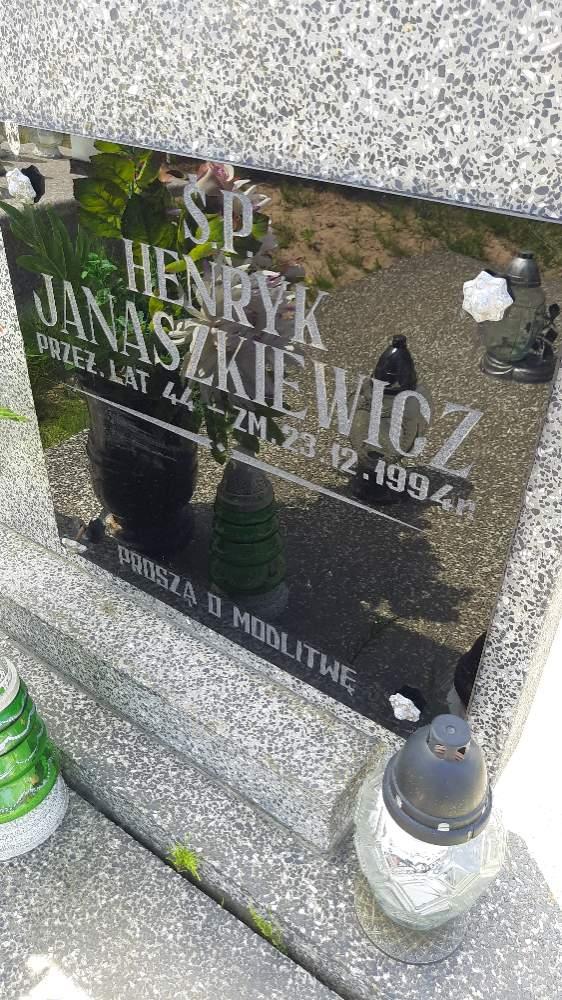 Ś.P.
HENRYK
JANASZKIEWICZ
PRZEŻ. LAT 44 – ZM. 23.12.1994r.
PROSZĄ O MODLITWĘ